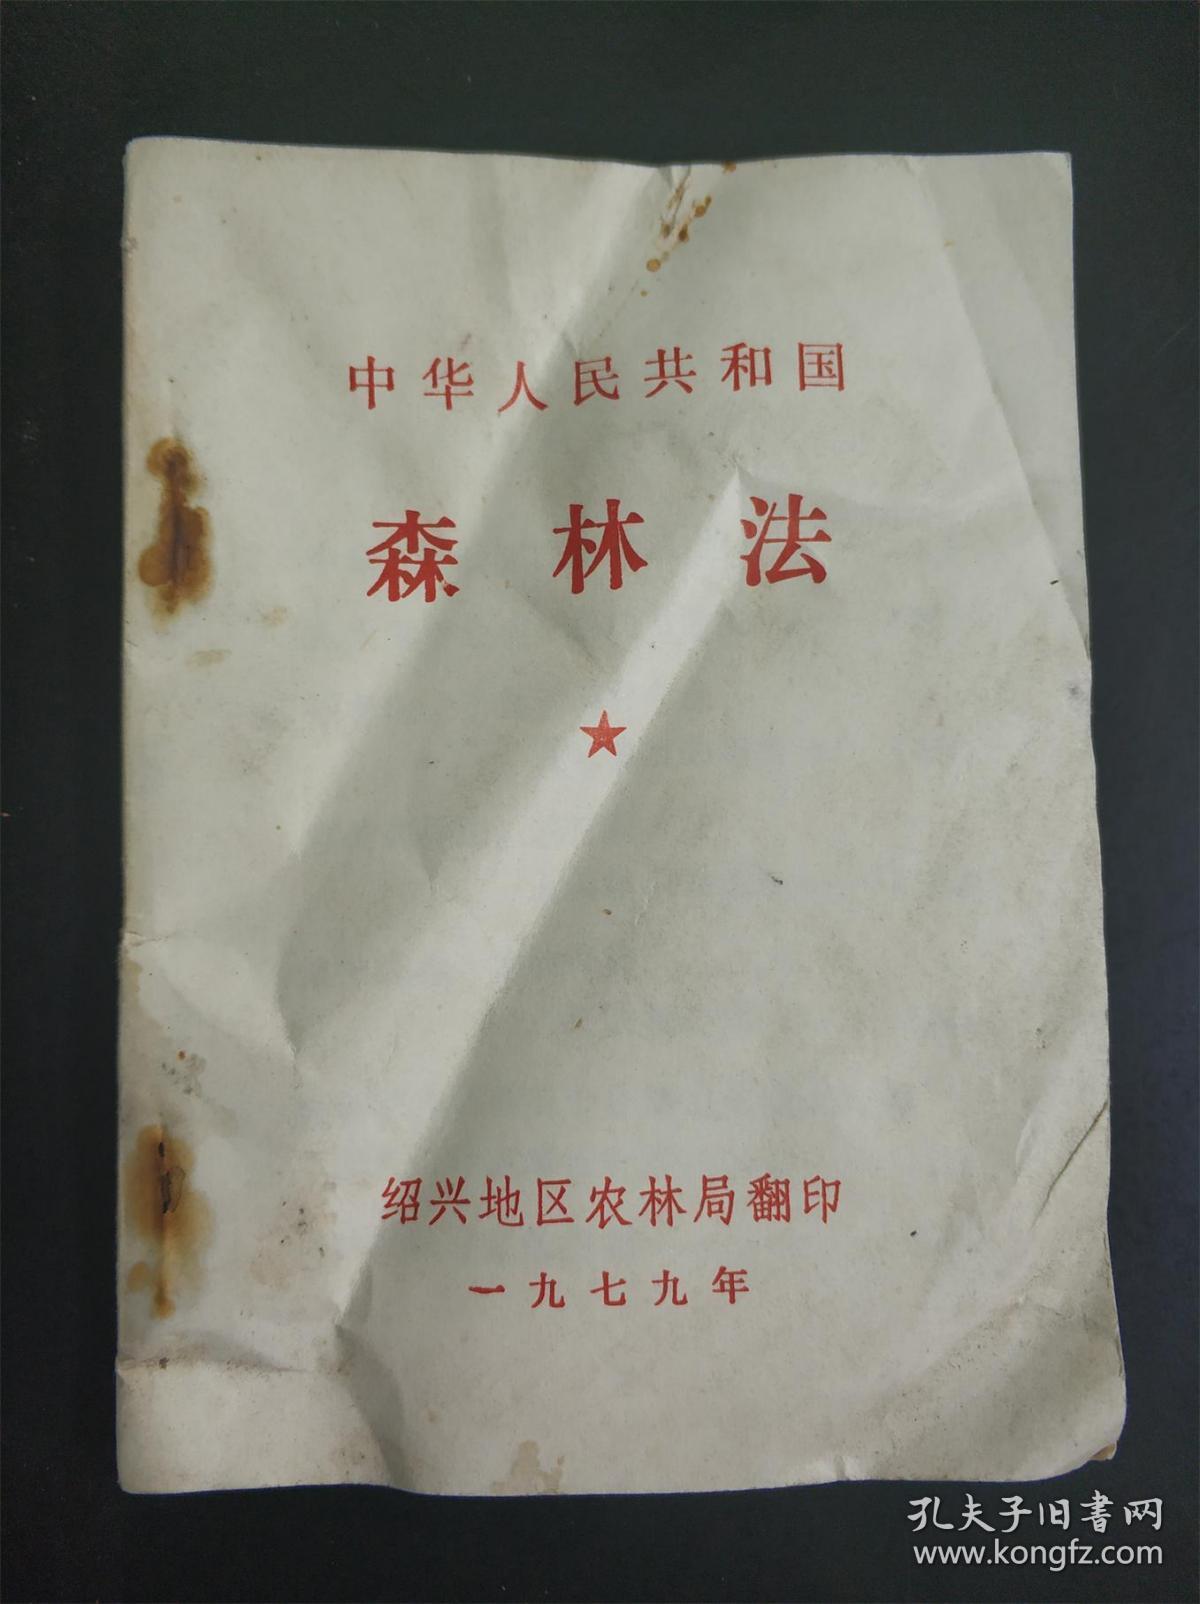 中华人民共和国
森林法
绍兴地区农林局翻印
一九七九年
孔夫子旧书网
www.kongfz.com